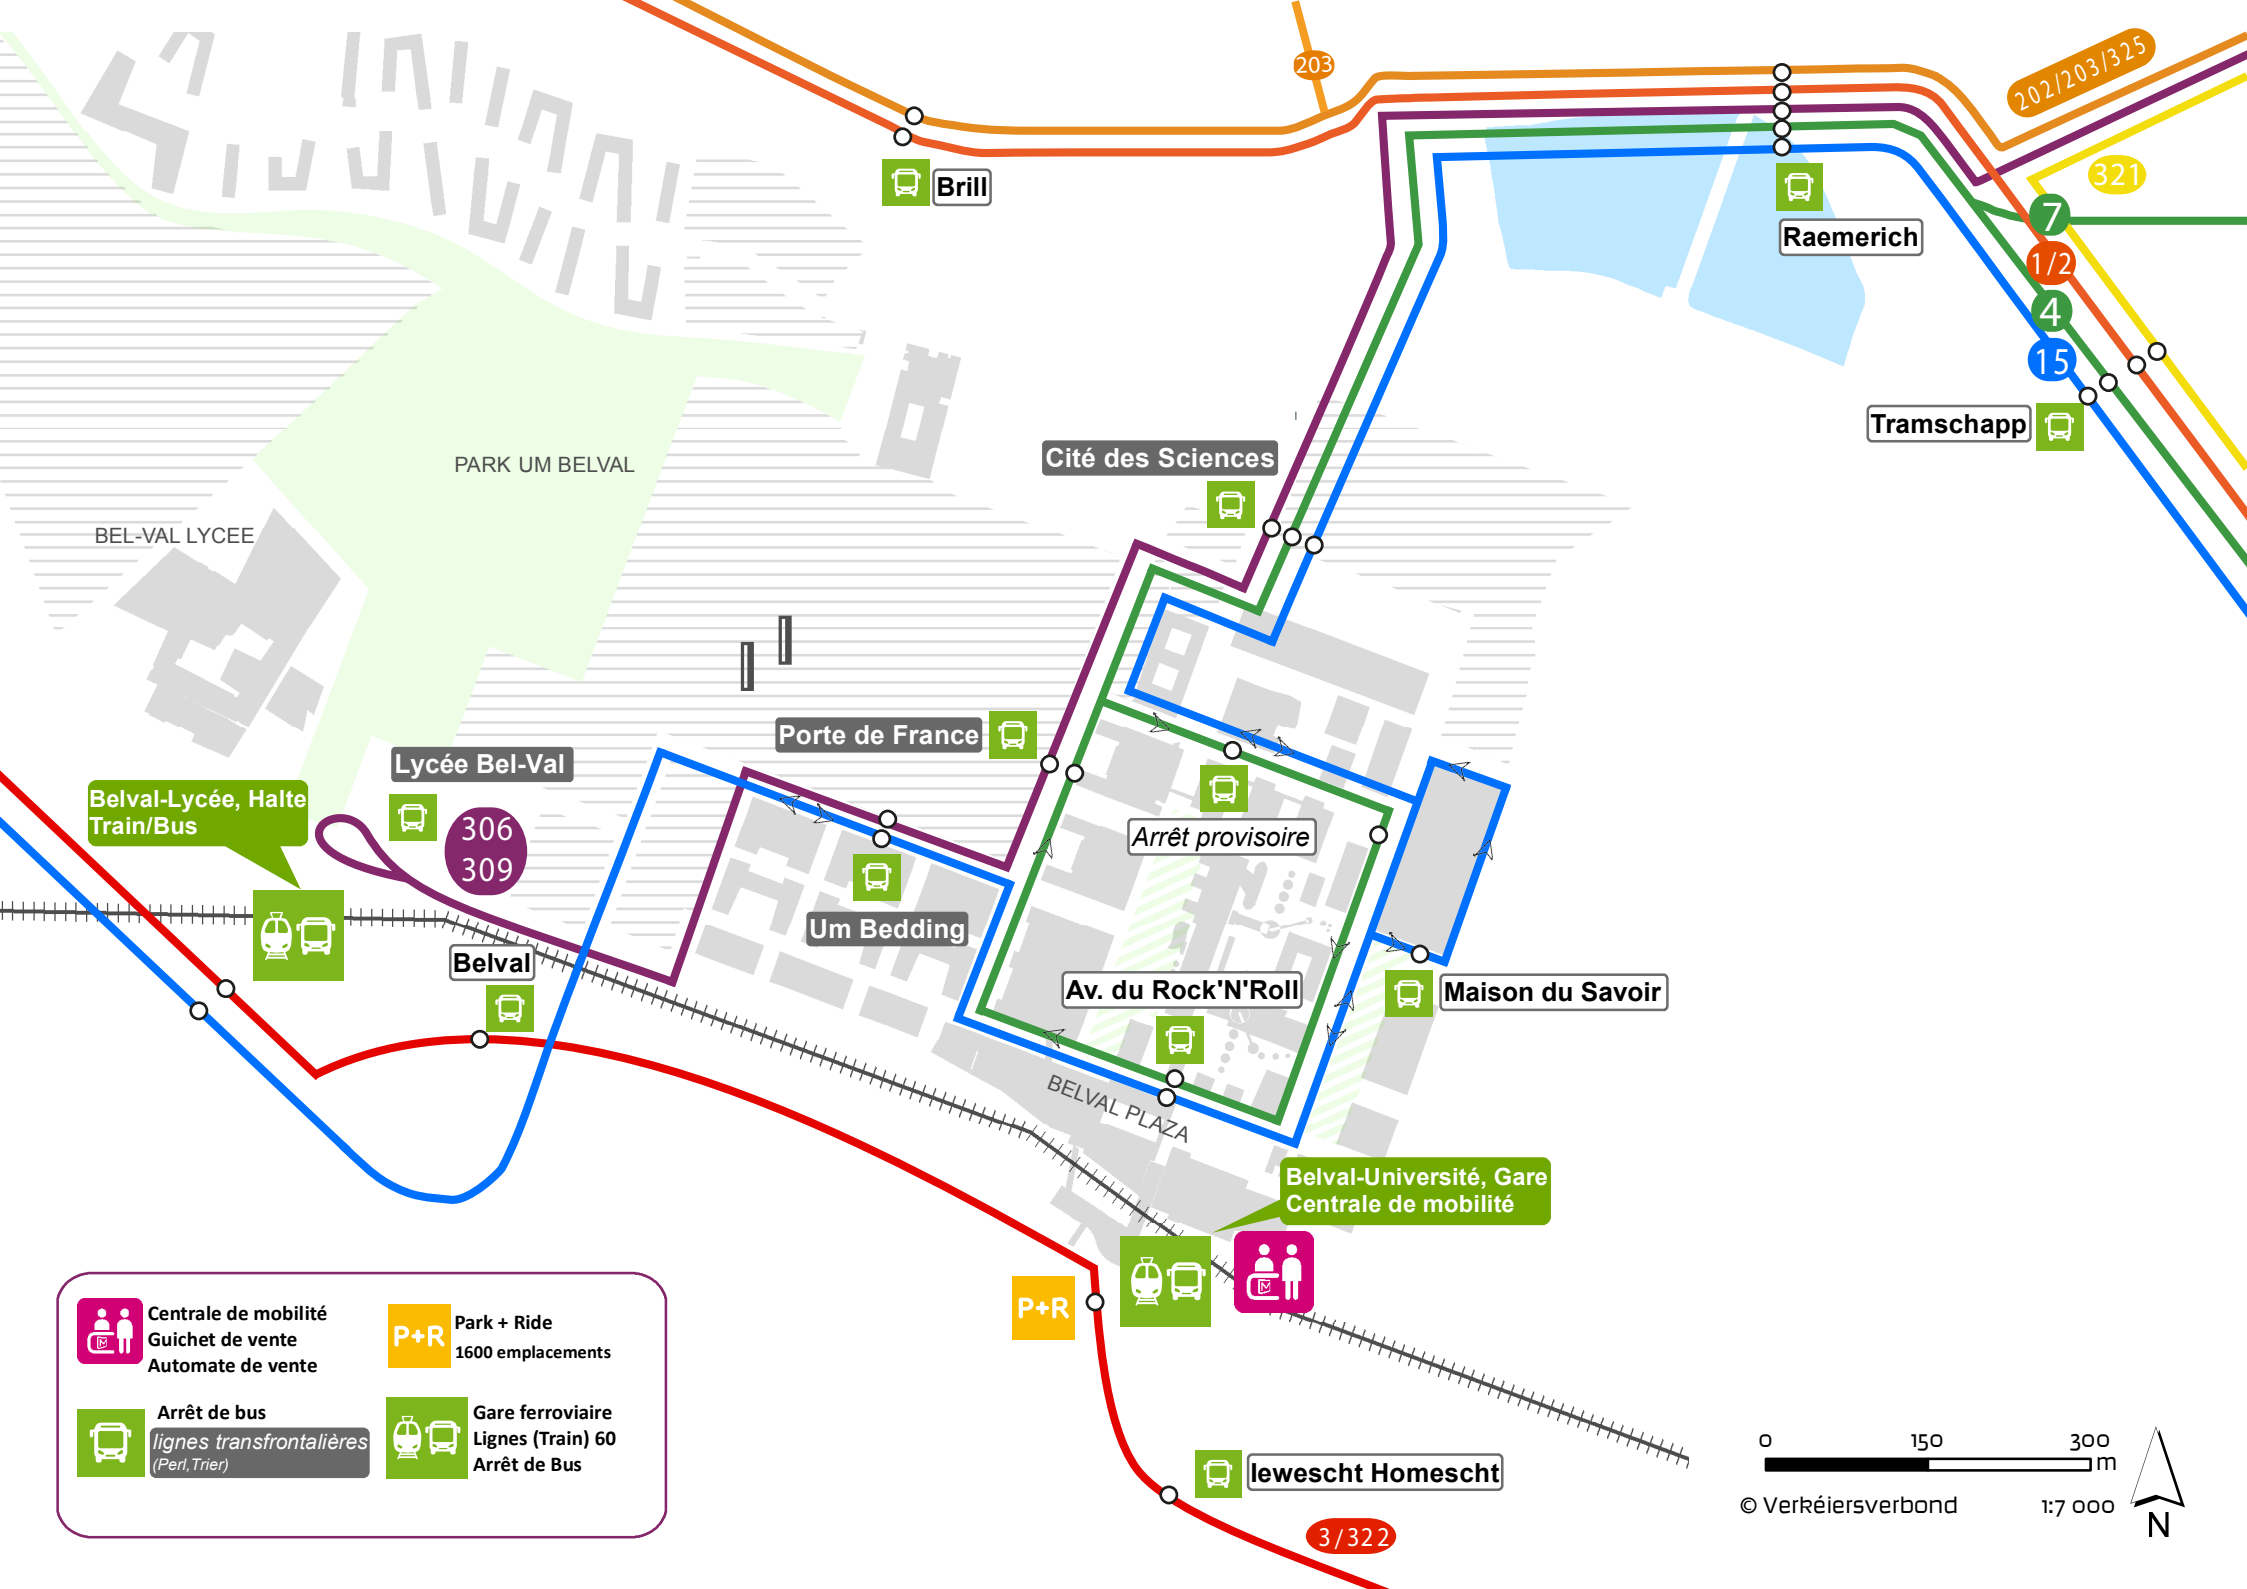 203
202/203/325
321
Brill
7
Raemerich
1/2
4
15
Tramschapp
Cité des Sciences
PARK UM BELVAL
BEL-VAL LYCEE
Porte de France
Lycée Bel-Val
Belval-Lycée, Halte
Train/Bus
306
309
Arrêt provisoire
Um Bedding
Belval
Av. du Rock'N'Roll
Maison du Savoir
BELVAL PLAZA
Belval-Université, Gare
Centrale de mobilité
P+R
Centrale de mobilité
Guichet de vente
Automate de vente
P+R
Park + Ride
1600 emplacements
Arrêt de bus
lignes transfrontalières
(Perl,Trier)
Gare ferroviaire
Lignes (Train) 60
Arrêt de Bus
Iewescht Homescht
3/322
0 150 300
m
© Verkéiersverbond 1:7 000
N